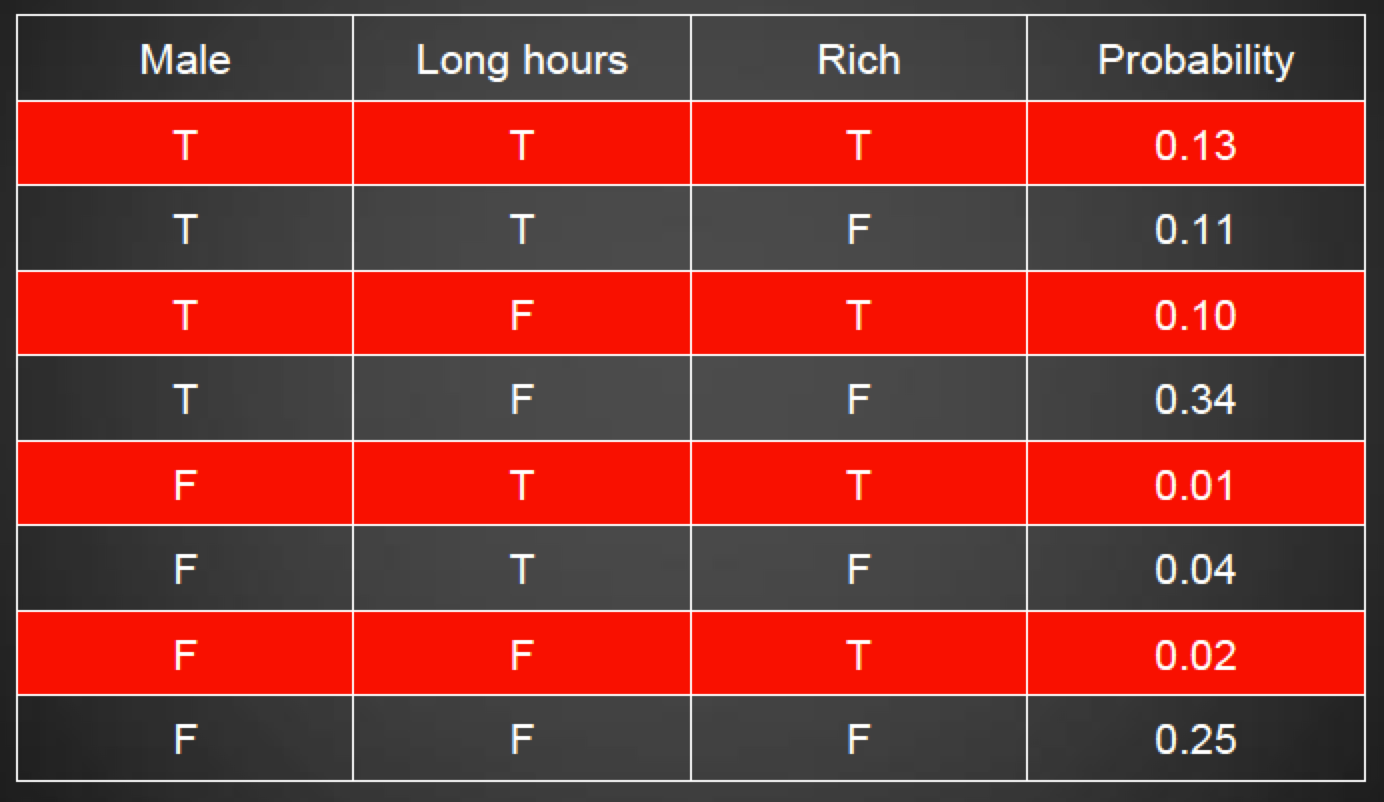 Male Long hours Rich Probability
T T T 0.13
T T F 0.11
T F T 0.10
T F F 0.34
F T T 0.01
F T F 0.04
F F T 0.02
F F F 0.25